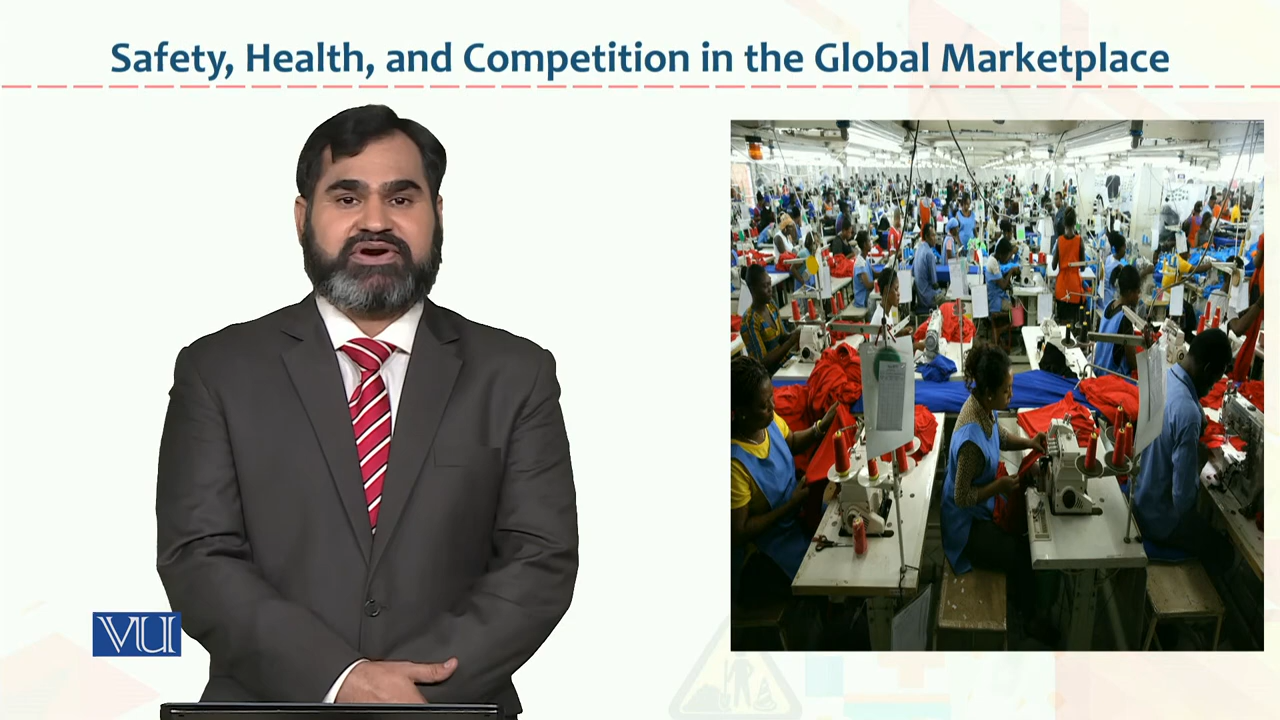 Safety, Health, and Competition in the Global Marketplace
VU